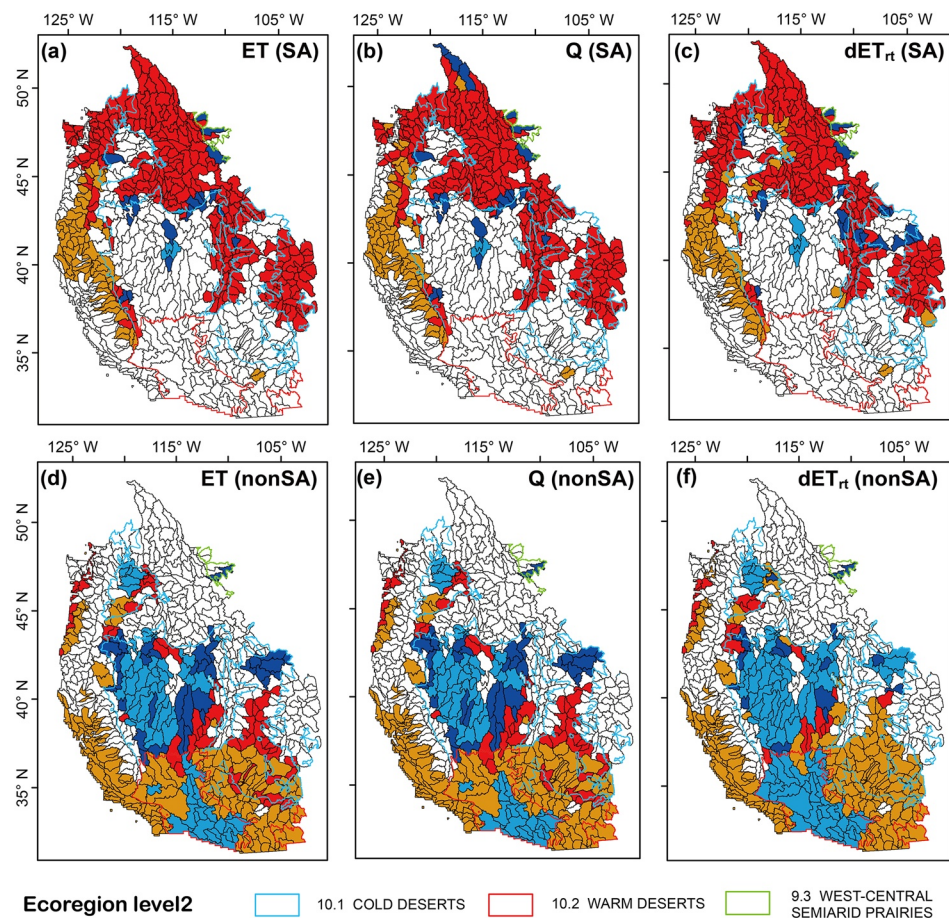 125° W 115° W 105° W 125° W 115° W 105° W 125° W 115° W 105° W
(a) ET (SA)
(b) Q (SA)
(c) dETrt (SA)
50° N
45° N
40° N
35° N
125° W 115° W 105° W 125° W 115° W 105° W 125° W 115° W 105° W
(d) ET (nonSA)
(e) Q (nonSA)
(f) dETrt (nonSA)
50° N
45° N
40° N
35° N
Ecoregion level2
10.1 COLD DESERTS
10.2 WARM DESERTS
9.3 WEST-CENTRAL
SEMIARID PRAIRIES